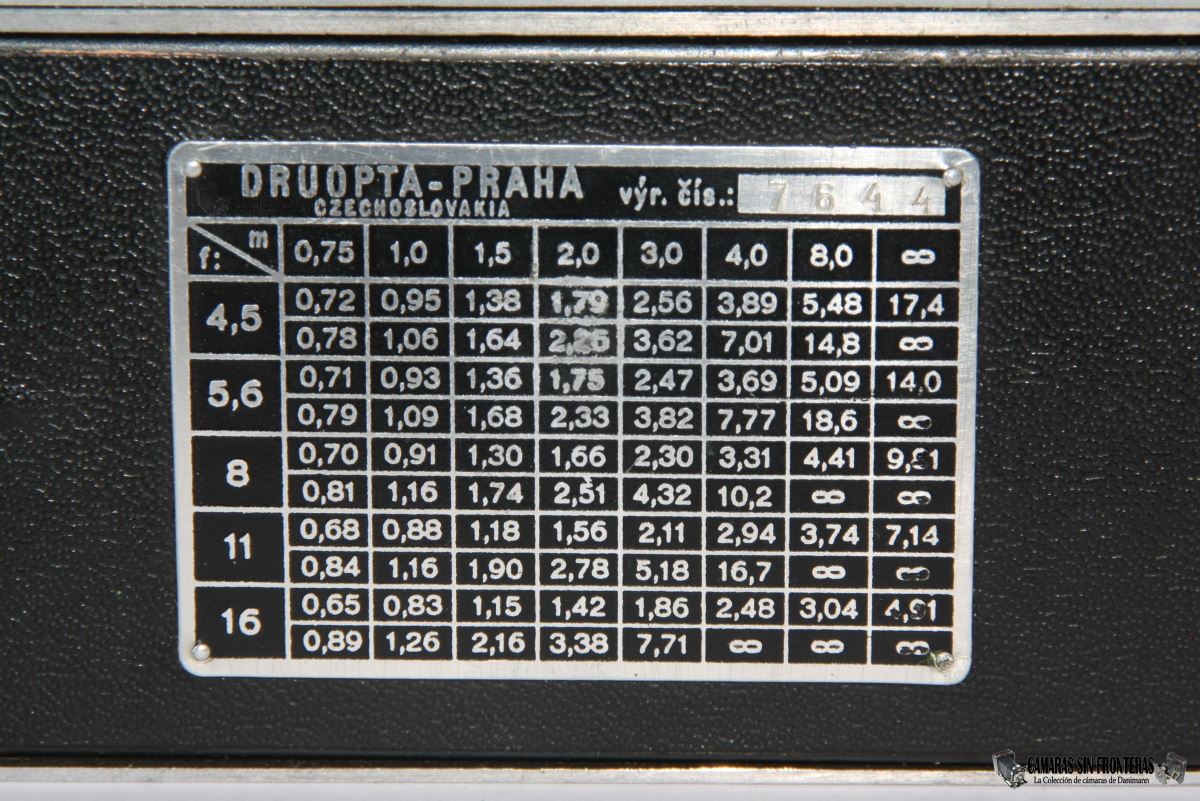 DRUOPTA-PRAHA výr. čís.: 7644
CZECHOSLOVAKIA
f: m 0,75 1,0 1,5 2,0 3,0 4,0 8,0 ∞
4,5 0,72 0,95 1,38 1,79 2,56 3,89 5,48 17,4
0,78 1,06 1,64 2,26 3,62 7,01 14,8 ∞
5,6 0,71 0,93 1,36 1,75 2,47 3,69 5,09 14,0
0,79 1,09 1,68 2,33 3,82 7,77 18,6 ∞
8 0,70 0,91 1,30 1,66 2,30 3,31 4,41
0,81 1,16 1,74 2,51 4,32 10,2 ∞ ∞
11 0,68 0,88 1,18 1,56 2,11 2,94 3,74 7,14
0,84 1,16 1,90 2,78 5,18 16,7 ∞ ∞
16 0,65 0,83 1,15 1,42 1,86 2,48 3,04 4,91
0,89 1,26 2,16 3,38 7,71 ∞ ∞ ∞
CÁMARAS SIN FRONTERAS
La Colección de cámaras de Danimann